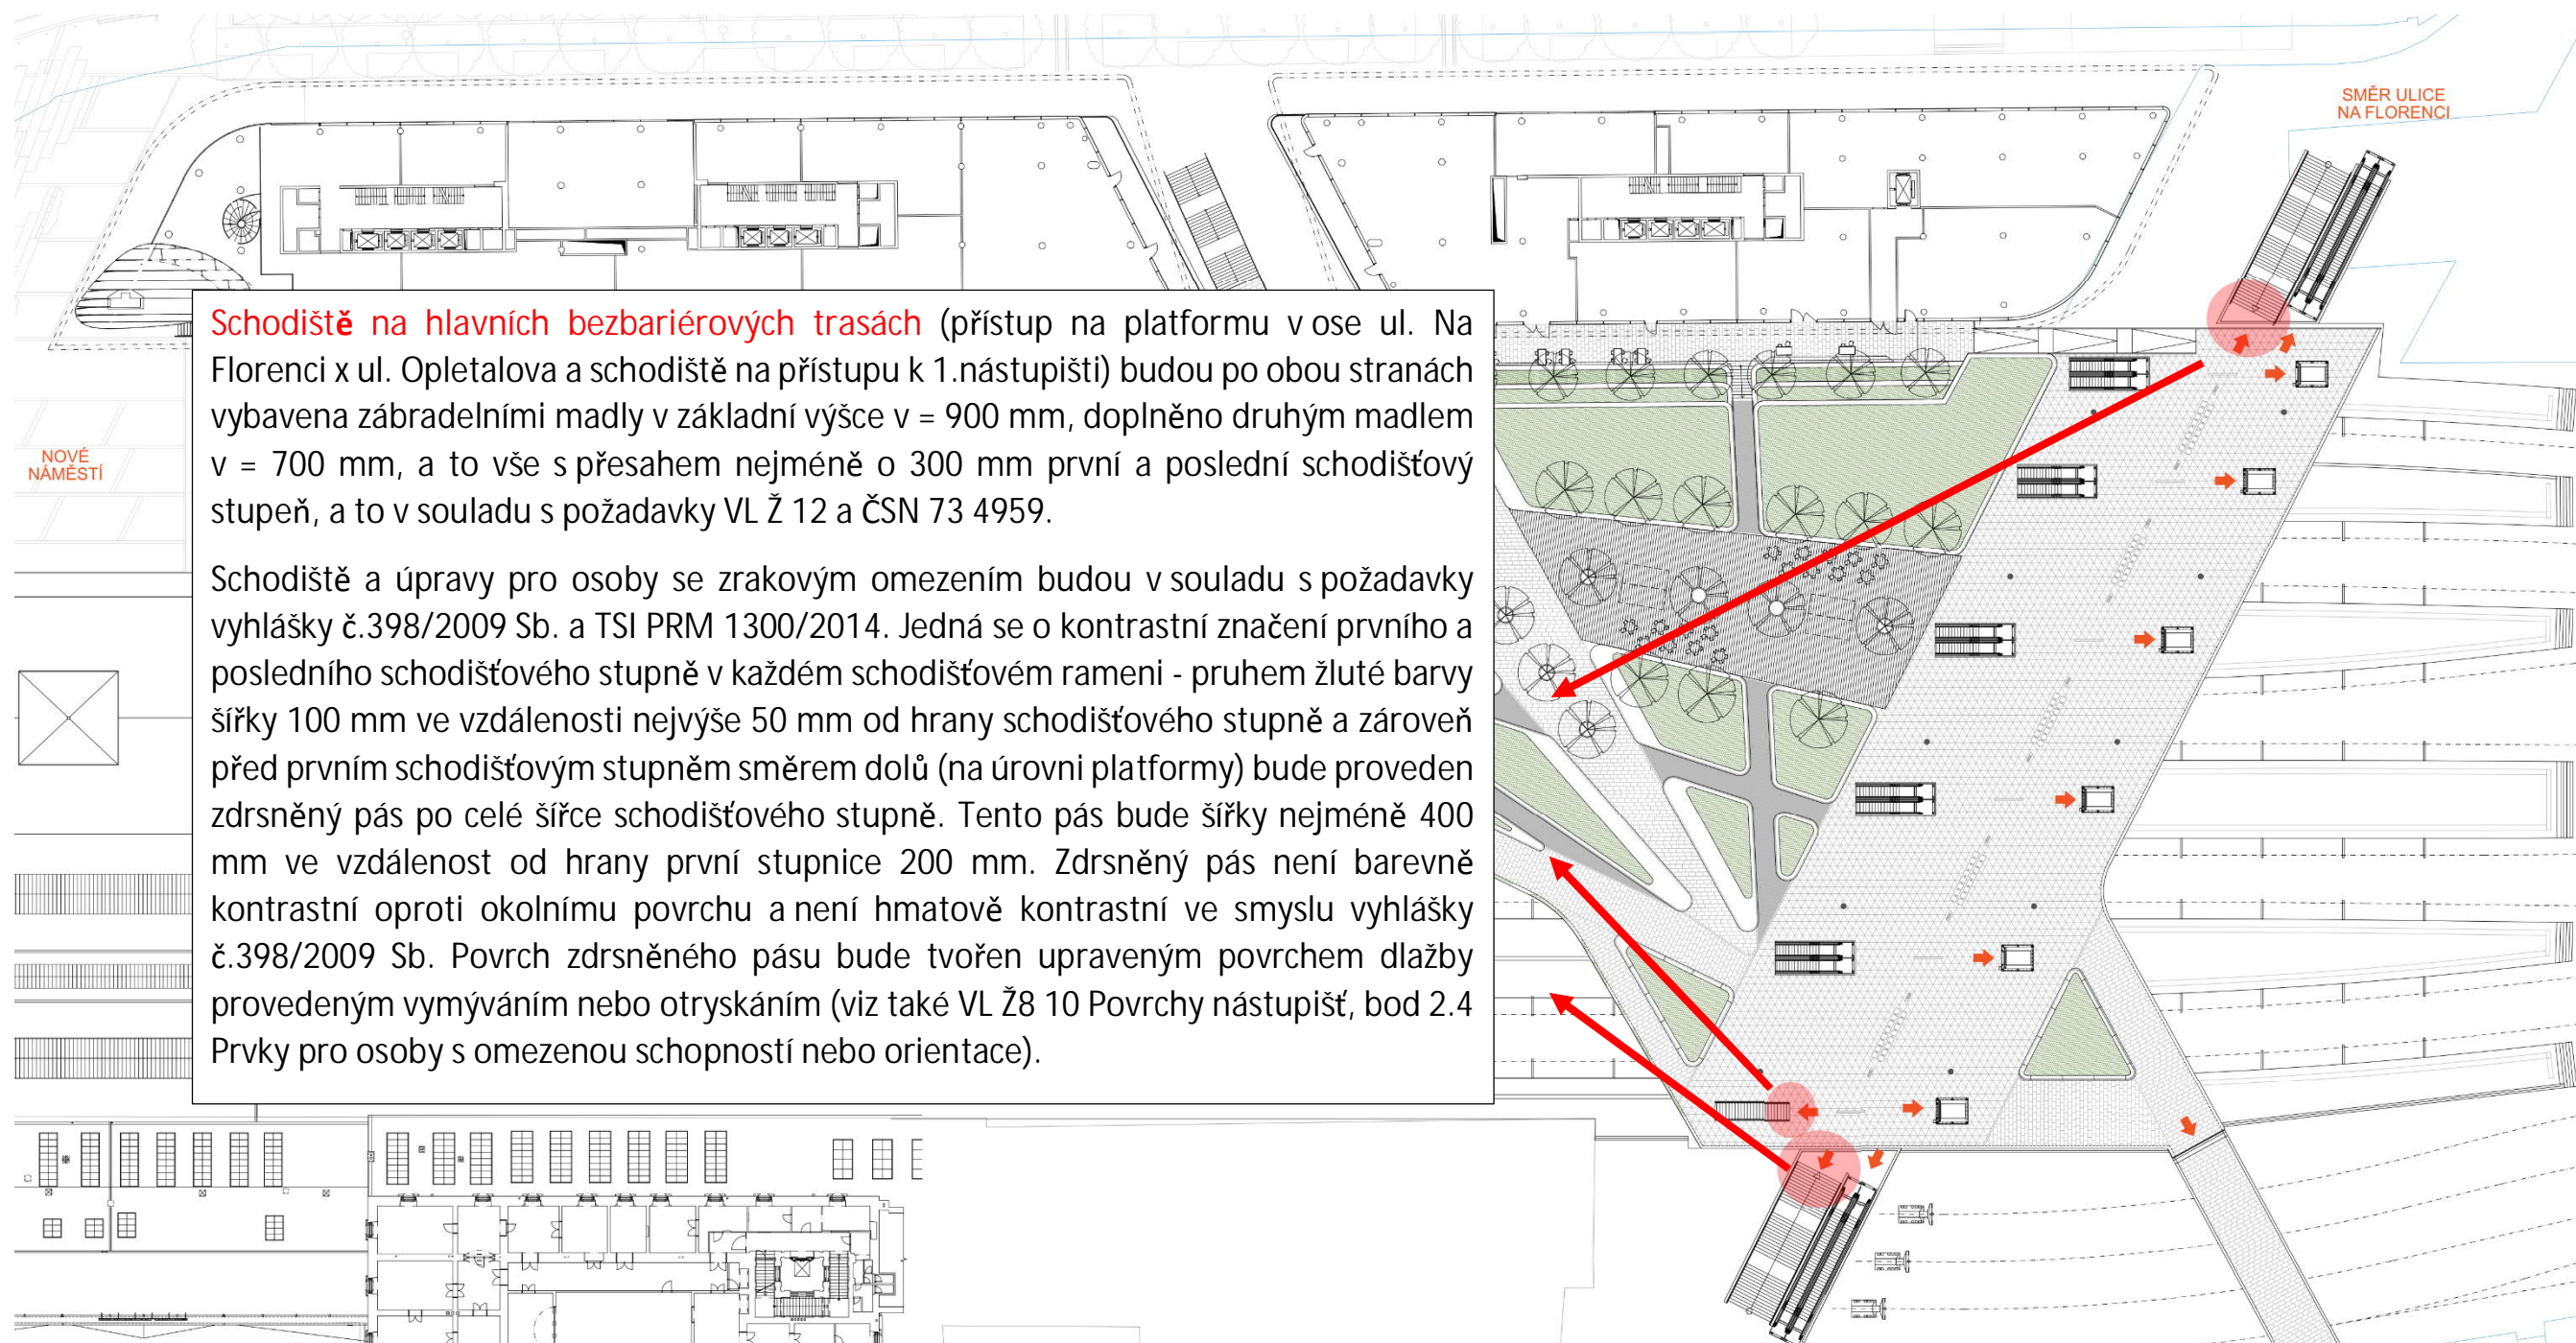 SMĚR ULICE
NA FLORENCI
NOVÉ
NÁMĚSTÍ
Schodiště na hlavních bezbariérových trasách (přístup na platformu v ose ul. Na
Florenci x ul. Opletalova a schodiště na přístupu k 1.nástupišti) budou po obou stranách
vybavena zábradelními madly v základní výšce v = 900 mm, doplněno druhým madlem
v = 700 mm, a to vše s přesahem nejméně o 300 mm první a poslední schodišťový
stupeň, a to v souladu s požadavky VL Ž 12 a ČSN 73 4959.
Schodiště a úpravy pro osoby se zrakovým omezením budou v souladu s požadavky
vyhlášky č.398/2009 Sb. a TSI PRM 1300/2014. Jedná se o kontrastní značení prvního a
posledního schodišťového stupně v každém schodišťovém rameni - pruhem žluté barvy
šířky 100 mm ve vzdálenosti nejvýše 50 mm od hrany schodišťového stupně a zároveň
před prvním schodišťovým stupněm směrem dolů (na úrovni platformy) bude proveden
zdrsněný pás po celé šířce schodišťového stupně. Tento pás bude šířky nejméně 400
mm ve vzdálenost od hrany první stupnice 200 mm. Zdrsněný pás není barevně
kontrastní oproti okolnímu povrchu a není hmatově kontrastní ve smyslu vyhlášky
č.398/2009 Sb. Povrch zdrsněného pásu bude tvořen upraveným povrchem dlažby
provedeným vymýváním nebo otryskáním (viz také VL Ž8 10 Povrchy nástupišť, bod 2.4
Prvky pro osoby s omezenou schopností nebo orientace).